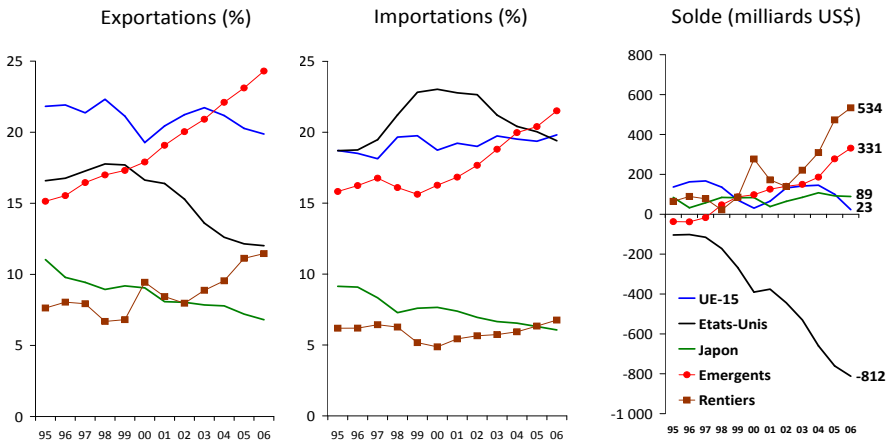 Exportations (%)
25
20
15
10
5
0
95 96 97 98 99 00 01 02 03 04 05 06
Importations (%)
25
20
15
10
5
0
95 96 97 98 99 00 01 02 03 04 05 06
Solde (milliards US$)
800
600
400
200
0
-200
-400
-600
-800
-1 000
534
331
89
23
-812
UE-15
Etats-Unis
Japon
Emergents
Rentiers
95 96 97 98 99 00 01 02 03 04 05 06